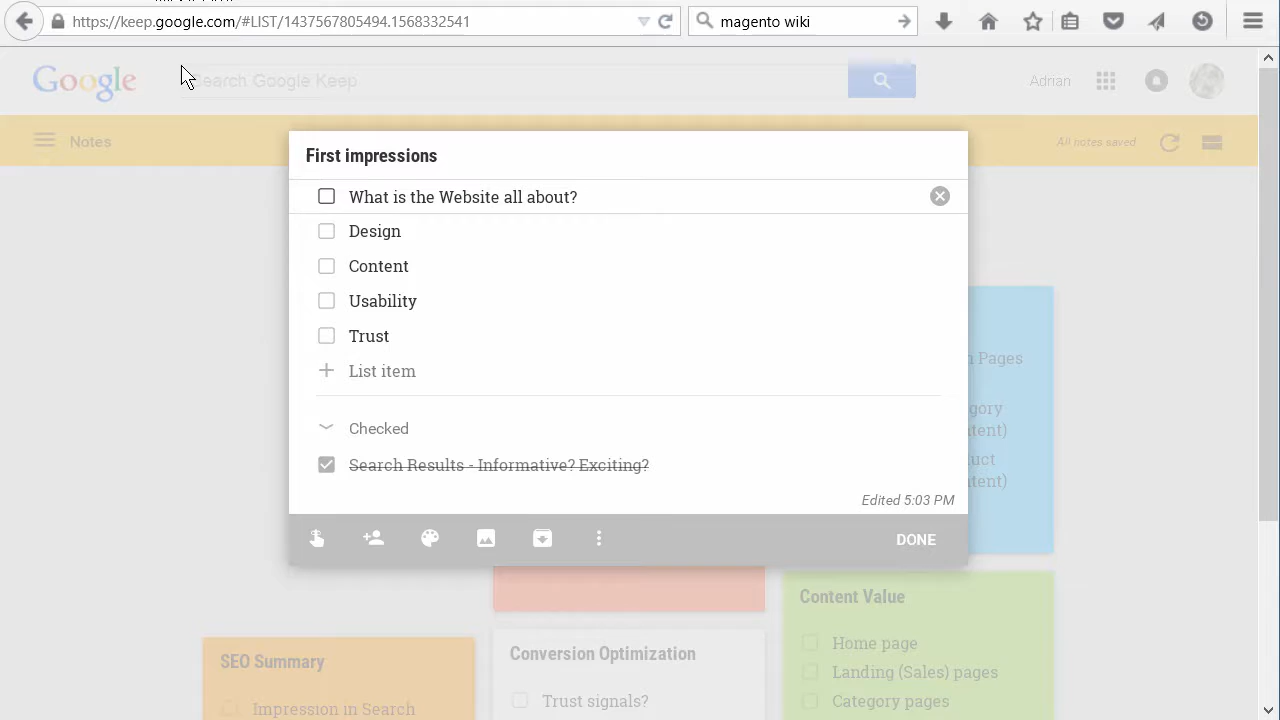 https://keep.google.com/#LIST/1437567805494.1568332541
magento wiki
Google
Search Google Keep
Adrian
Notes
All notes saved
First impressions
What is the Website all about?
Design
Content
Usability
Trust
List item
Checked
Search Results - Informative? Exciting?
Edited 5:03 PM
DONE
Pages
tent)
tent)
SEO Summary
Impression in Search
Conversion Optimization
Trust signals?
Content Value
Home page
Landing (Sales) pages
Category pages